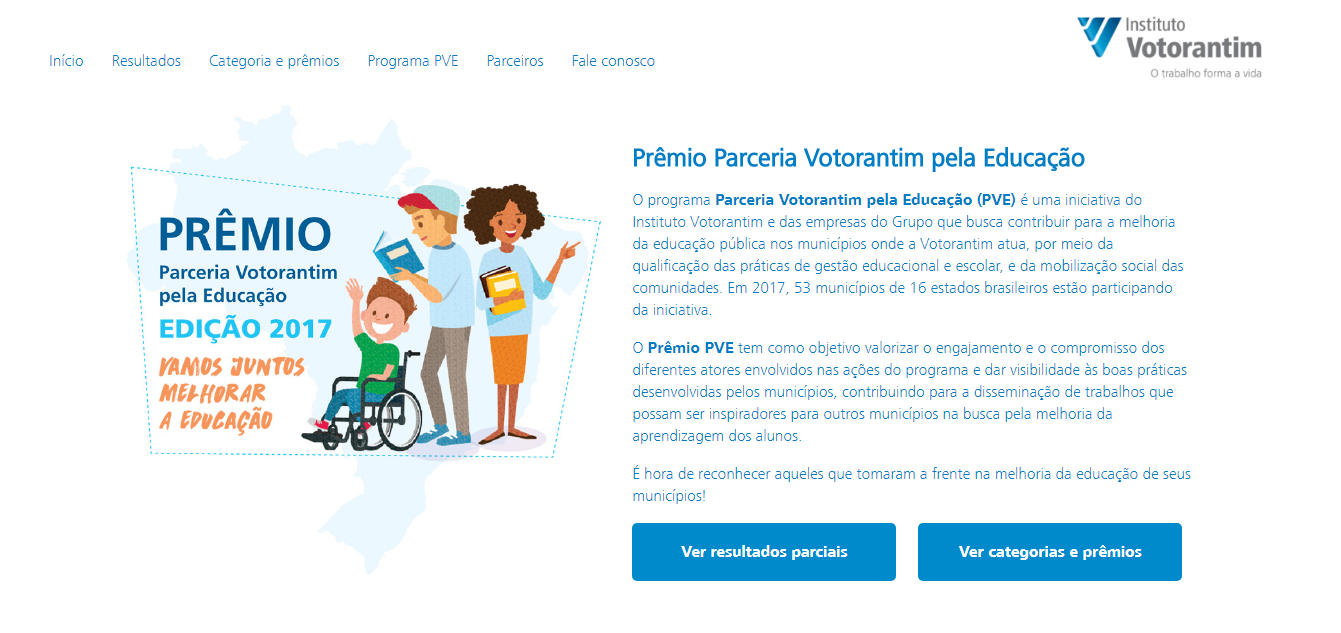 Instituto
Votorantim
O trabalho forma a vida
Início Resultados Categoria e prêmios Programa PVE Parceiros Fale conosco
PRÊMIO
Parceria Votorantim
pela Educação
EDIÇÃO 2017
VAMOS JUNTOS
MELHORAR
A EDUCAÇÃO
Prêmio Parceria Votorantim pela Educação
O programa Parceria Votorantim pela Educação (PVE) é uma iniciativa do
Instituto Votorantim e das empresas do Grupo que busca contribuir para a melhoria
da educação pública nos municípios onde a Votorantim atua, por meio da
qualificação das práticas de gestão educacional e escolar, e da mobilização social das
comunidades. Em 2017, 53 municípios de 16 estados brasileiros estão participando
da iniciativa.
O Prêmio PVE tem como objetivo valorizar o engajamento e o compromisso dos
diferentes atores envolvidos nas ações do programa e dar visibilidade às boas práticas
desenvolvidas pelos municípios, contribuindo para a disseminação de trabalhos que
possam ser inspiradores para outros municípios na busca pela melhoria da
aprendizagem dos alunos.
É hora de reconhecer aqueles que tomaram a frente na melhoria da educação de seus
municípios!
Ver resultados parciais Ver categorias e prêmios